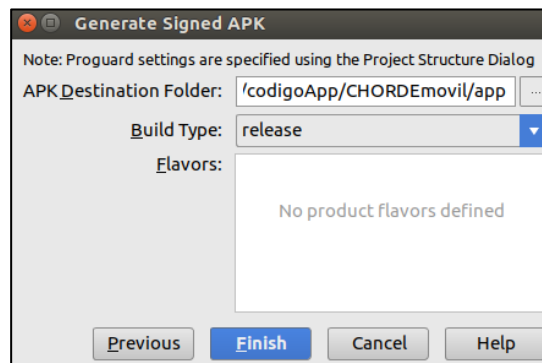 Generate Signed APK
Note: Proguard settings are specified using the Project Structure Dialog
APK Destination Folder: /codigoApp/CHORDEmovil/app ...
Build Type: release
Flavors:
No product flavors defined
Previous Finish Cancel Help